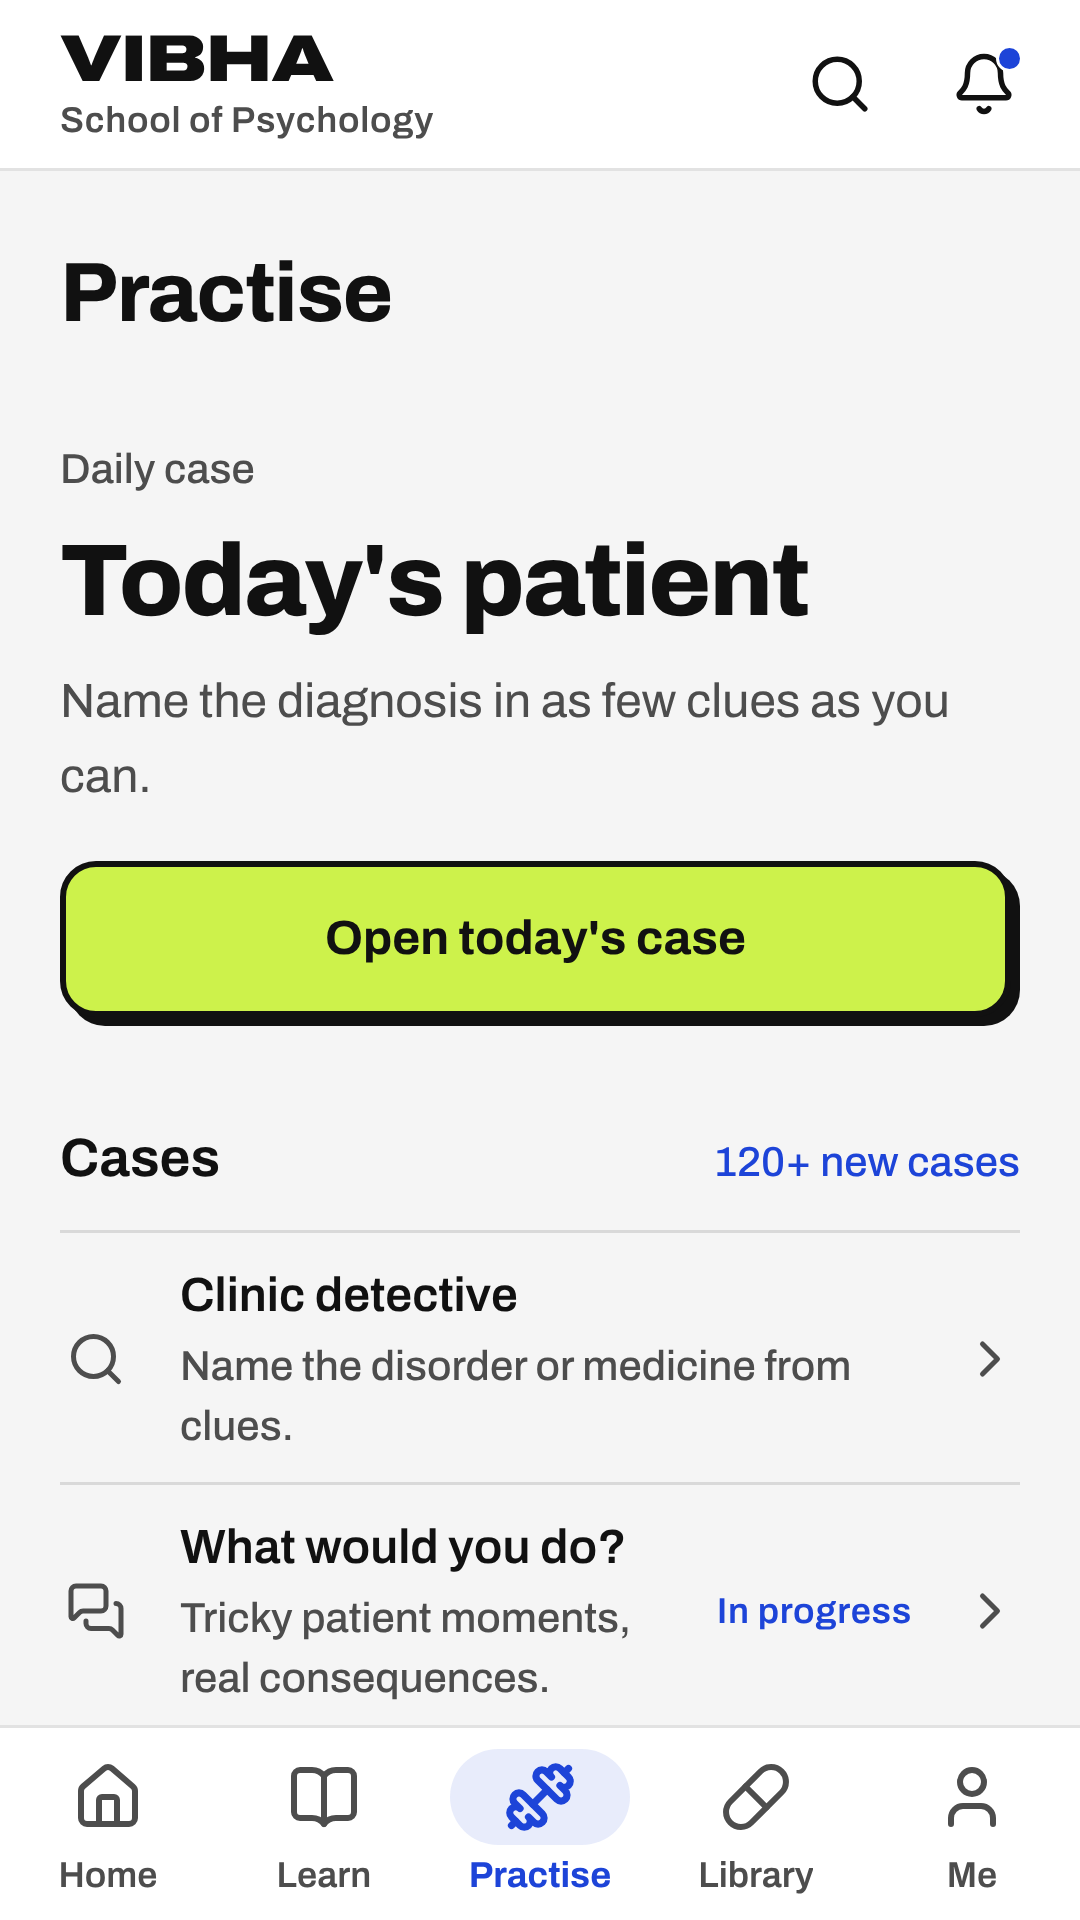 VIBHA
School of Psychology
Practise
Daily case
Today's patient
Name the diagnosis in as few clues as you
can.
Open today's case
Cases
120+ new cases
Clinic detective
Name the disorder or medicine from
clues.
What would you do?
Tricky patient moments,
real consequences.
In progress
Home
Learn
Practise
Library
Me